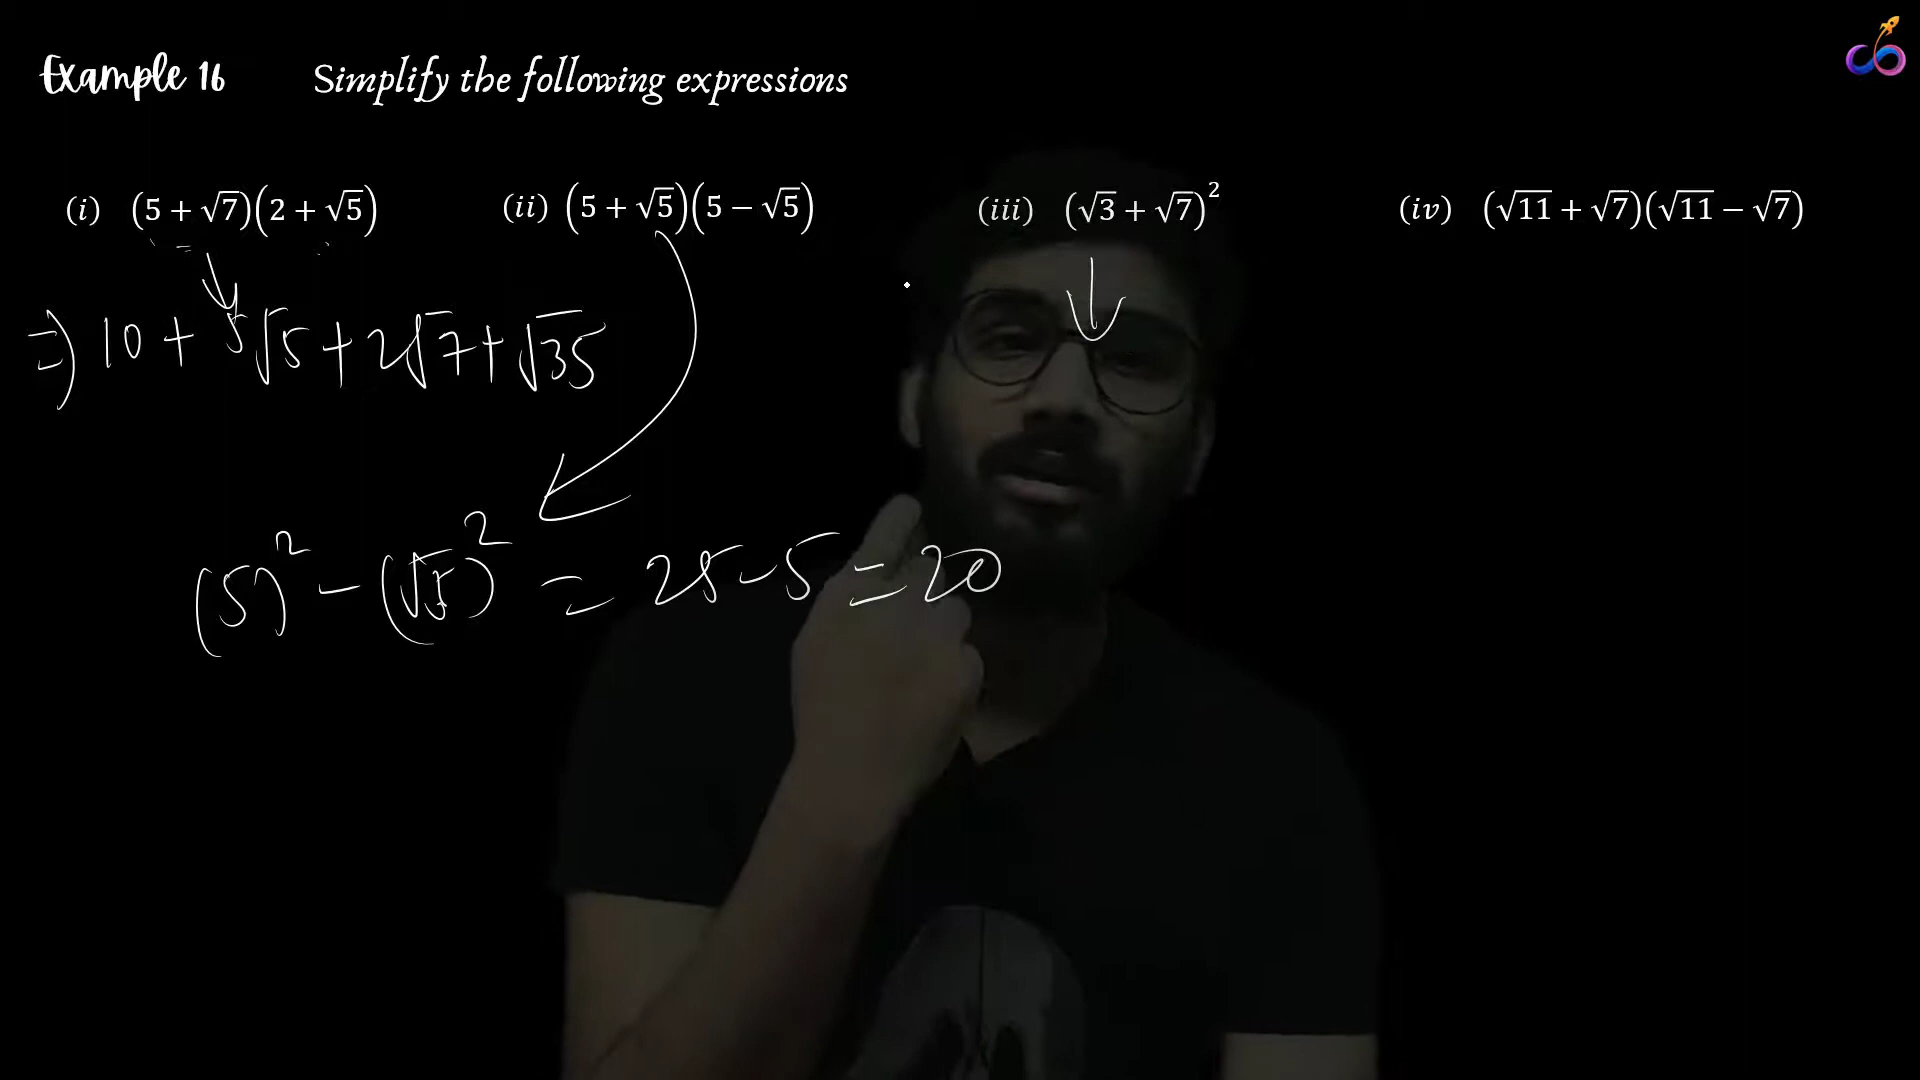 Example 16 Simplify the following expressions
(i) (5 + √7)(2 + √5) (ii) (5 + √5)(5 − √5) (iii) (√3 + √7)² (iv) (√11 + √7)(√11 − √7)
⇒ 10 + 5√5 + 2√7 + √35
(5)² − (√5)² = 25 − 5 = 20